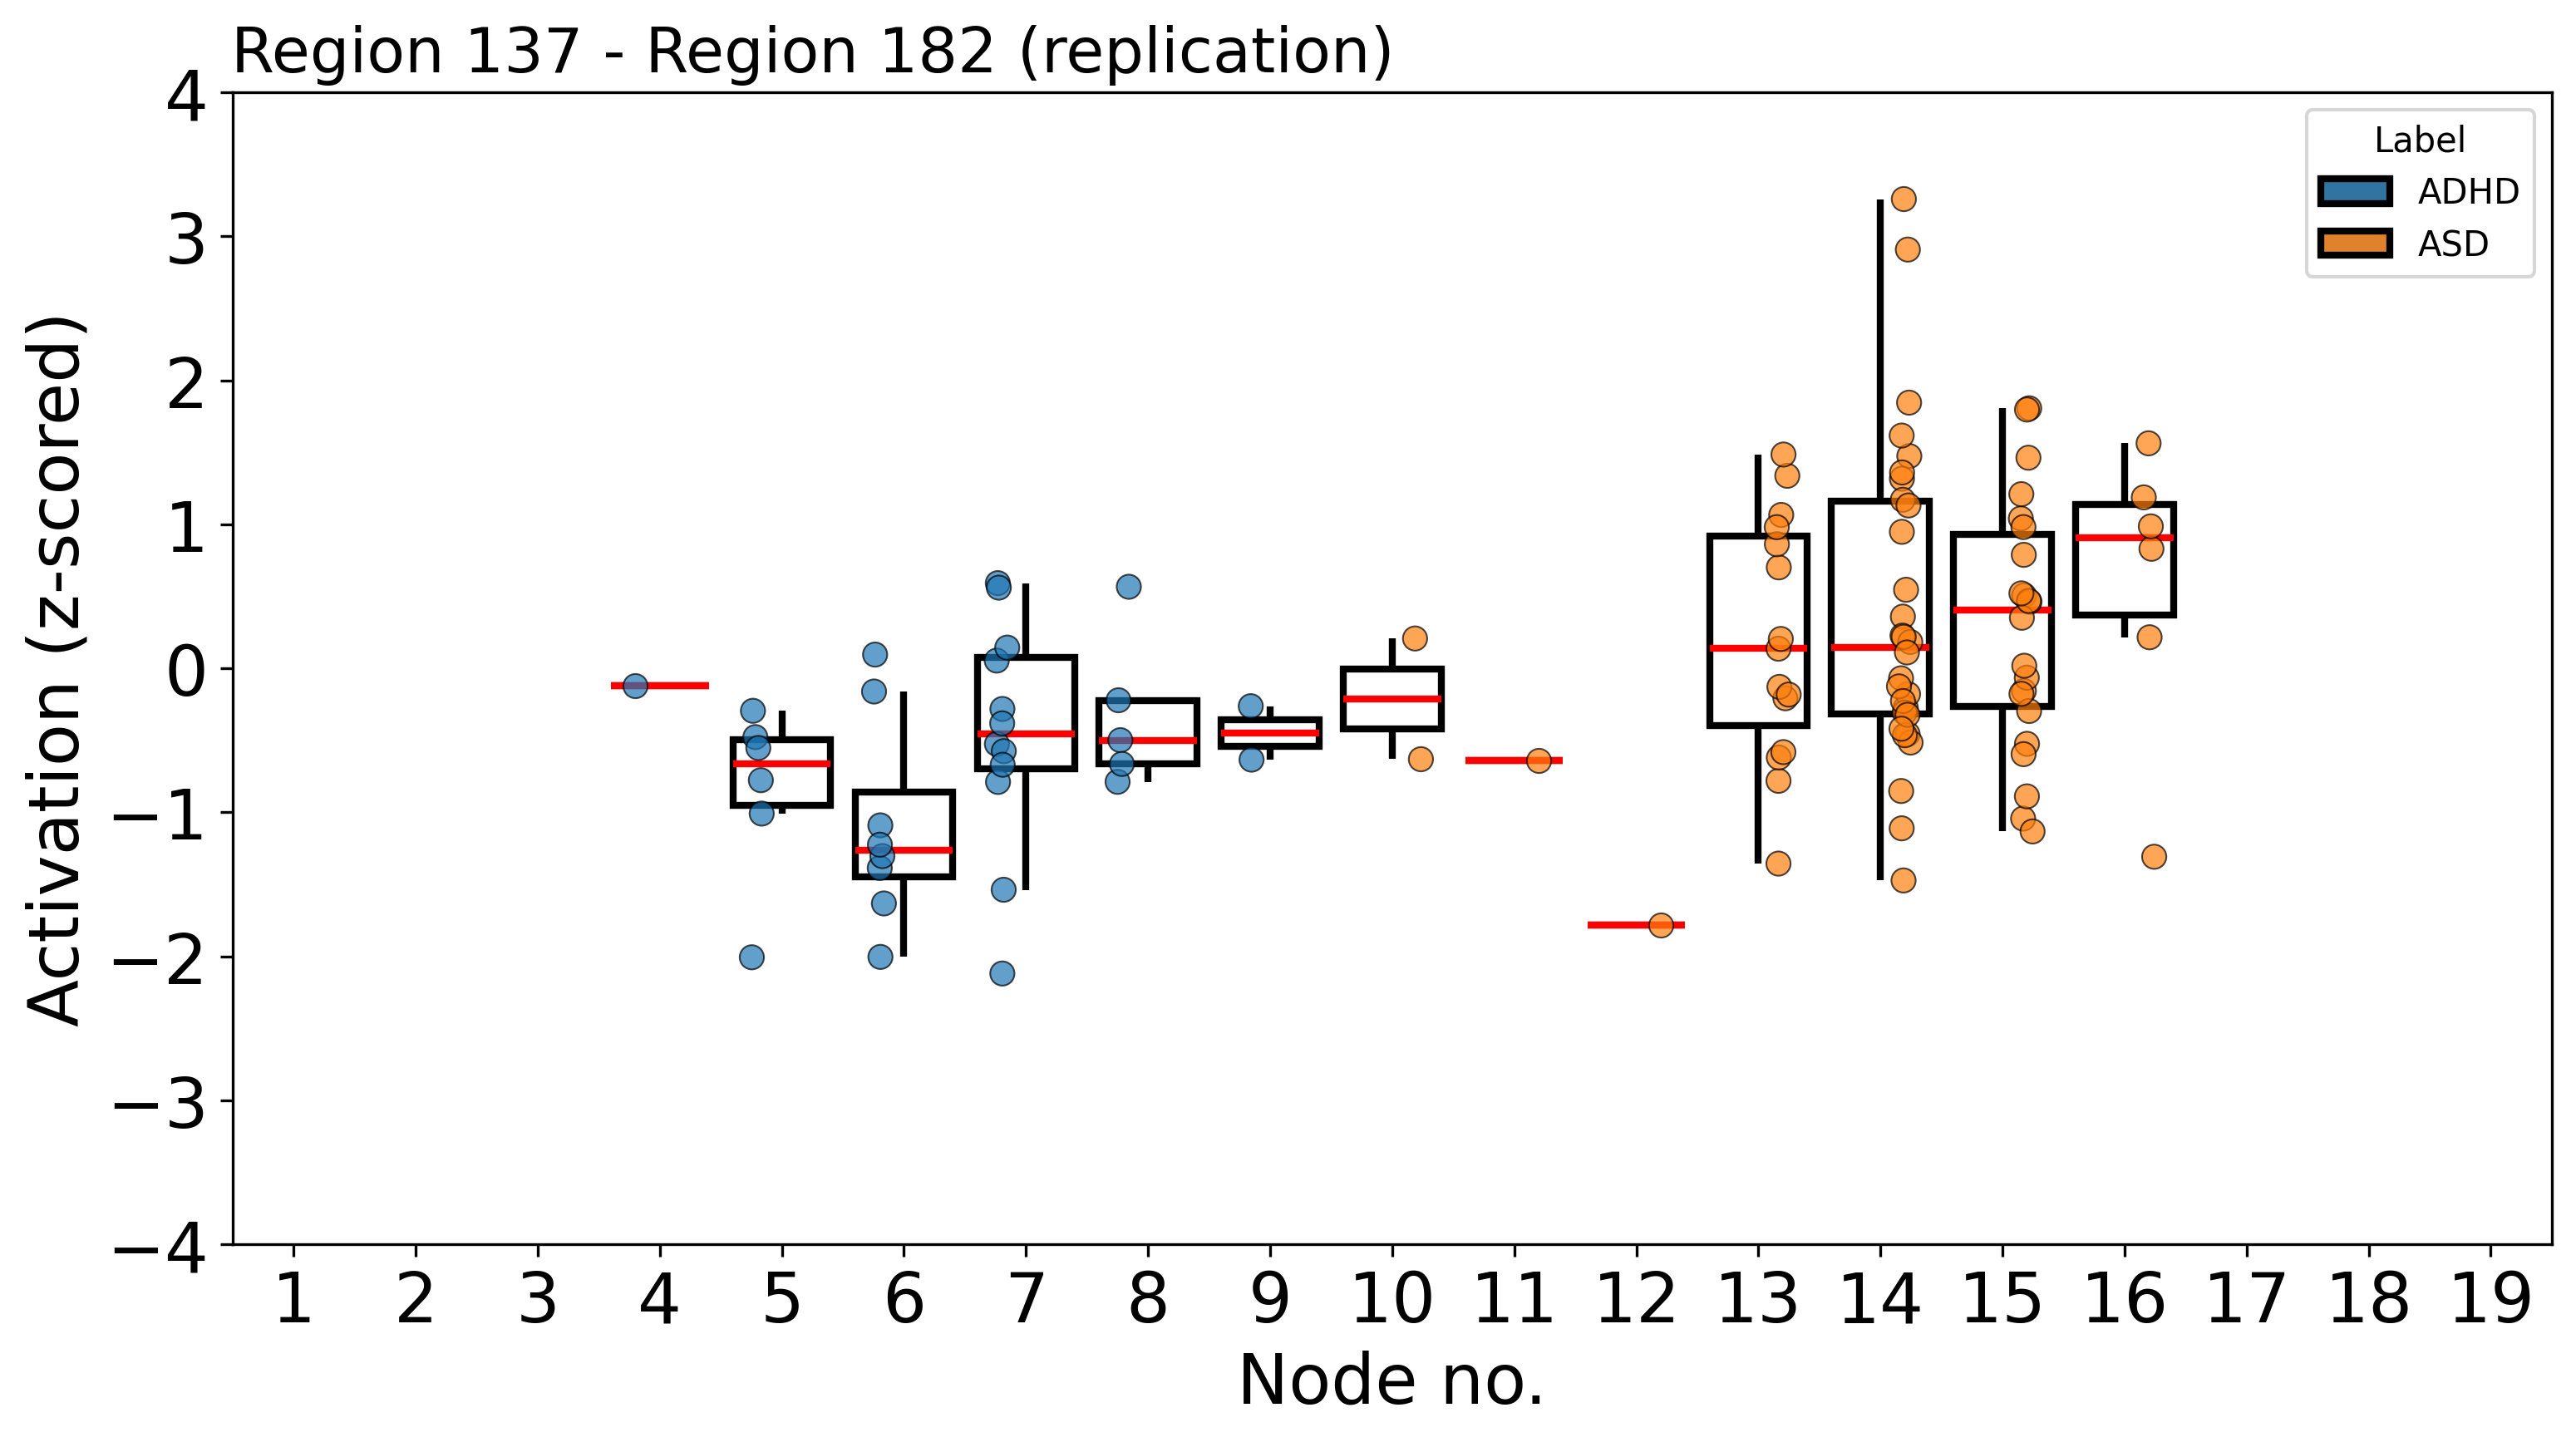 Region 137 - Region 182 (replication)
Label
ADHD
ASD
Activation (z-scored)
4
3
2
1
0
−1
−2
−3
−4
1 2 3 4 5 6 7 8 9 10 11 12 13 14 15 16 17 18 19
Node no.